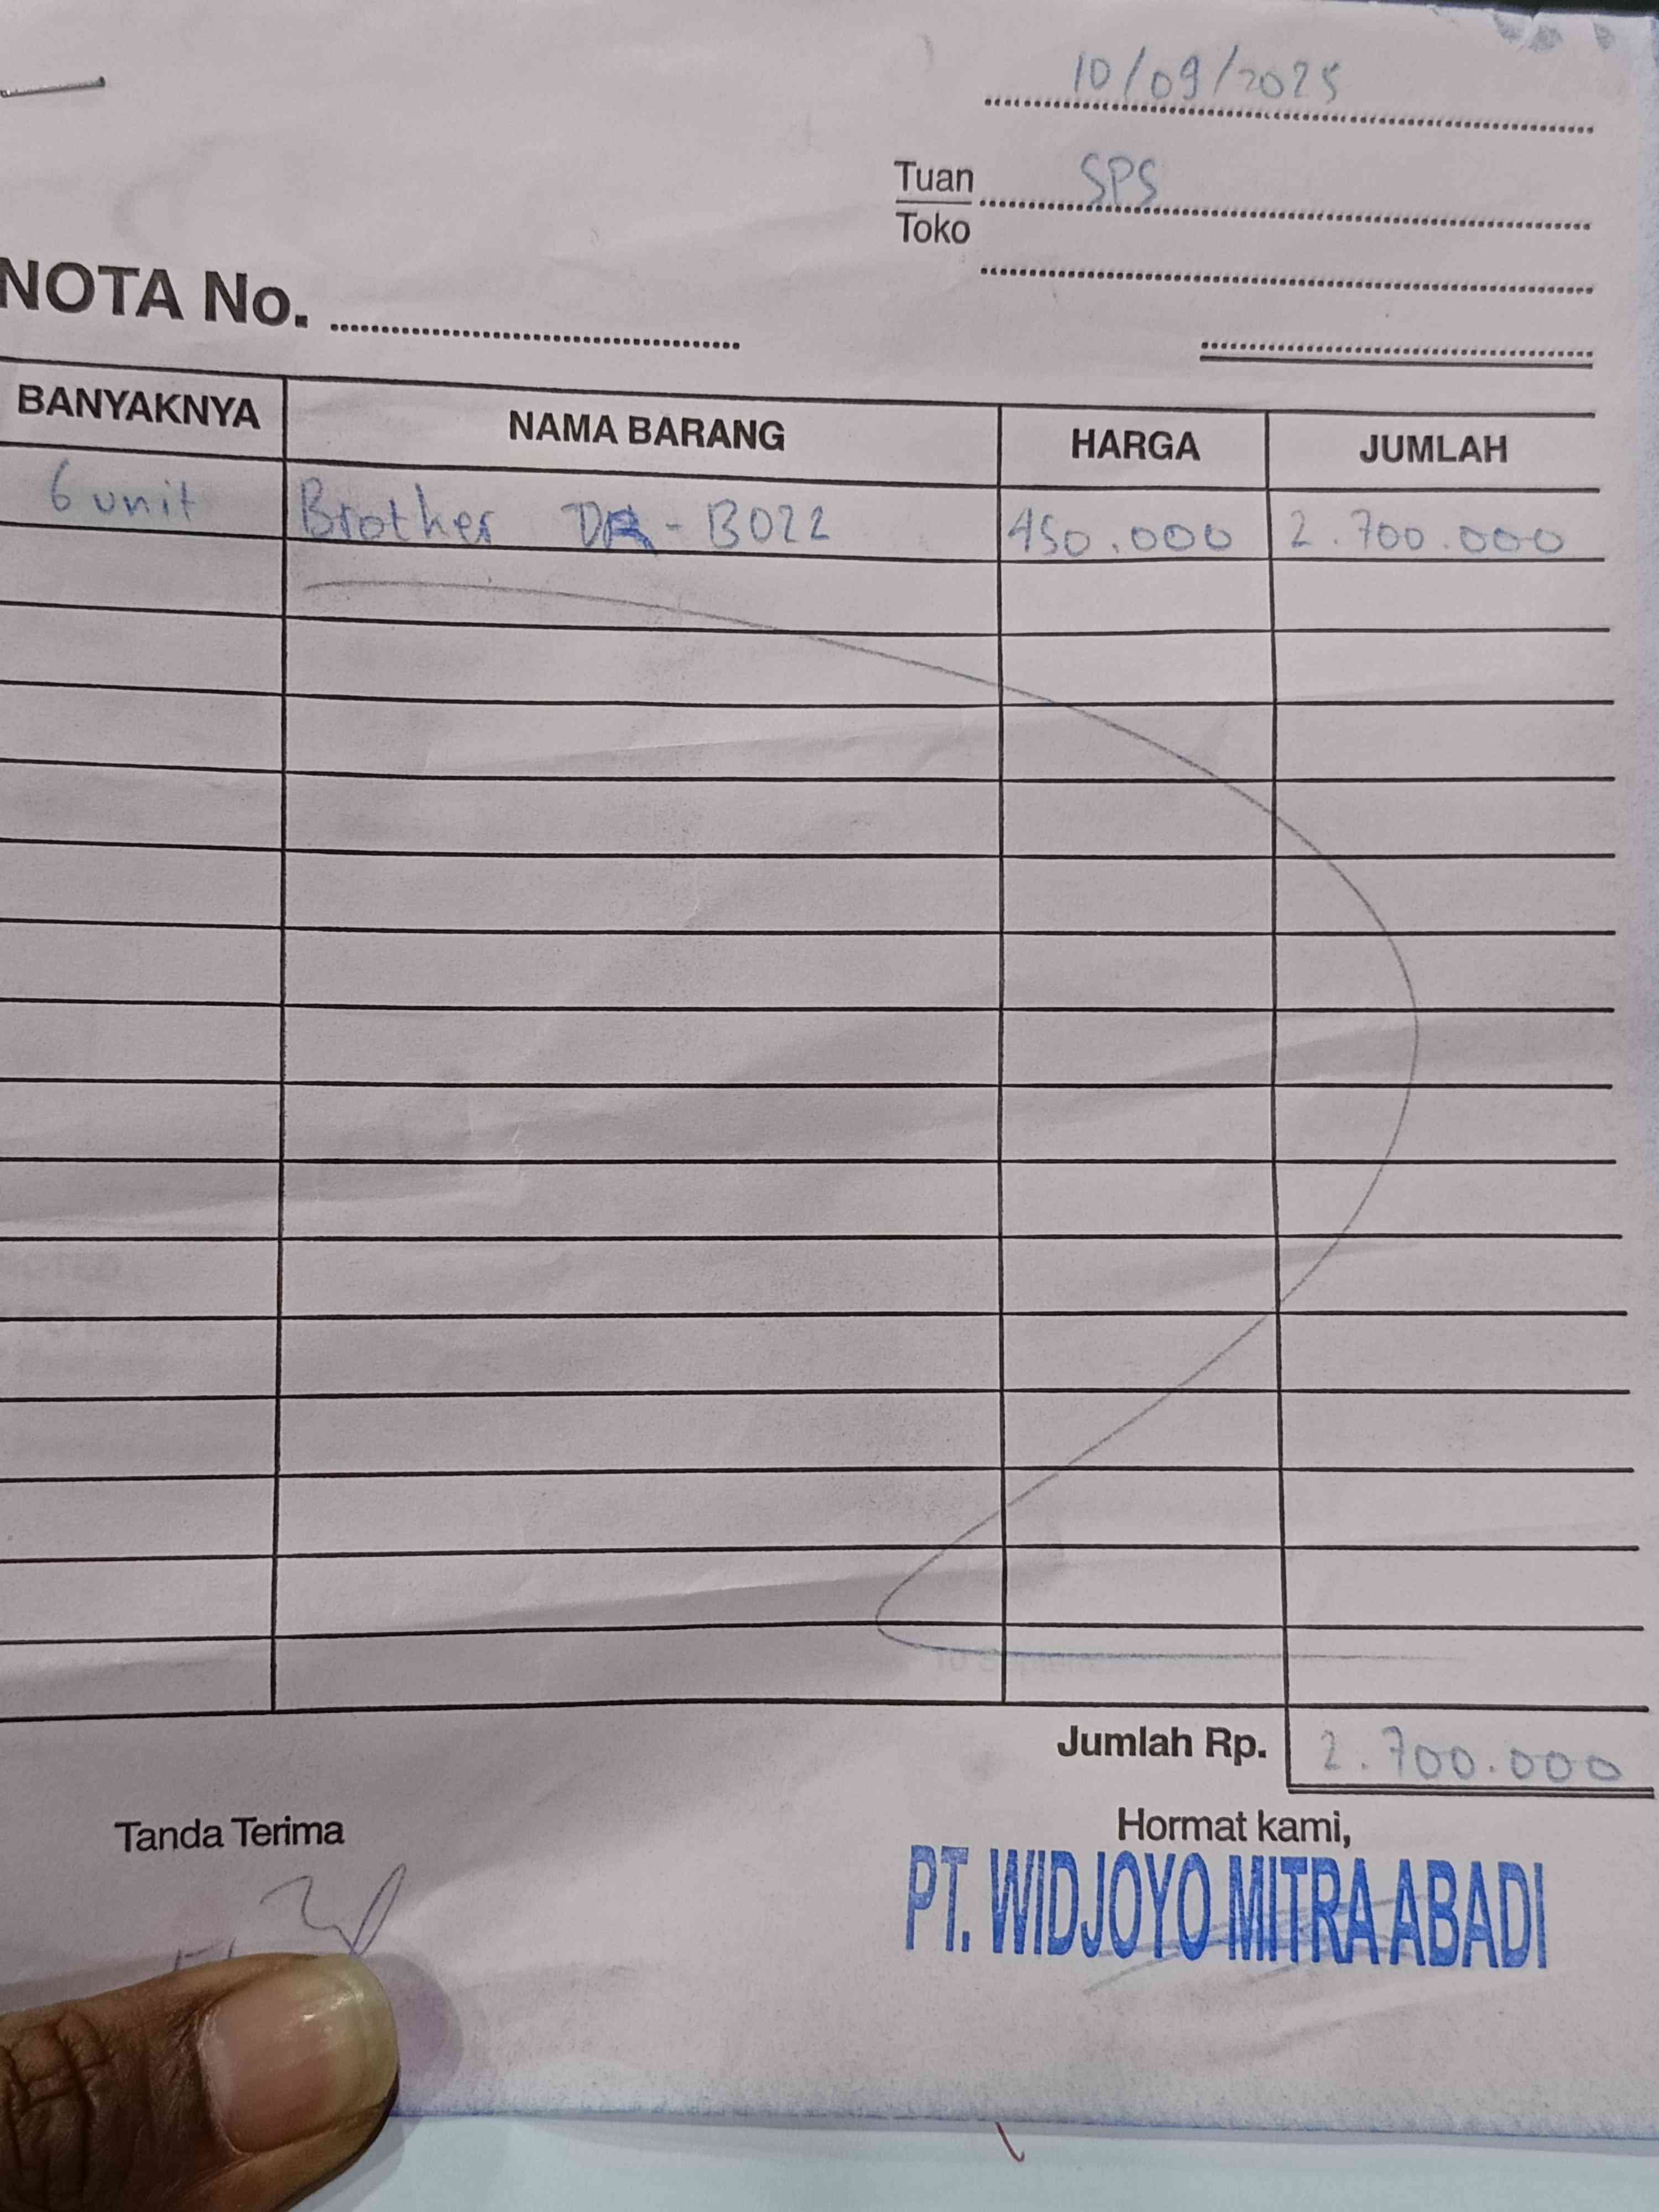 10/09/2025
Tuan SPS
Toko
NOTA No.
BANYAKNYA NAMA BARANG HARGA JUMLAH
6 unit Brother DR - B022 450.000 2.700.000
Jumlah Rp. 2.700.000
Tanda Terima Hormat kami,
PT. WIDJOYO MITRA ABADI